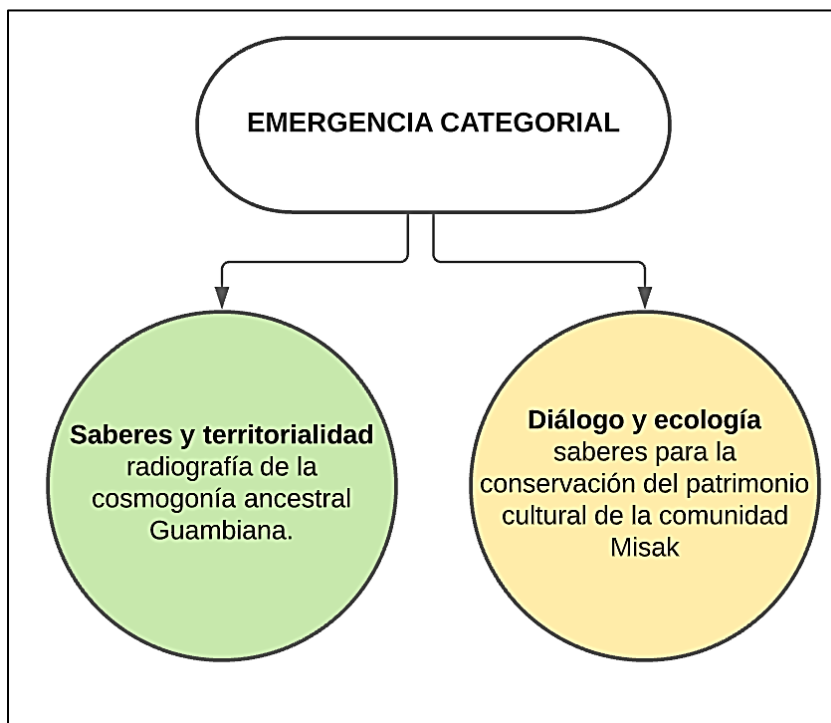 EMERGENCIA CATEGORIAL
Saberes y territorialidad
radiografía de la
cosmogonía ancestral
Guambiana.
Diálogo y ecología
saberes para la
conservación del patrimonio
cultural de la comunidad
Misak